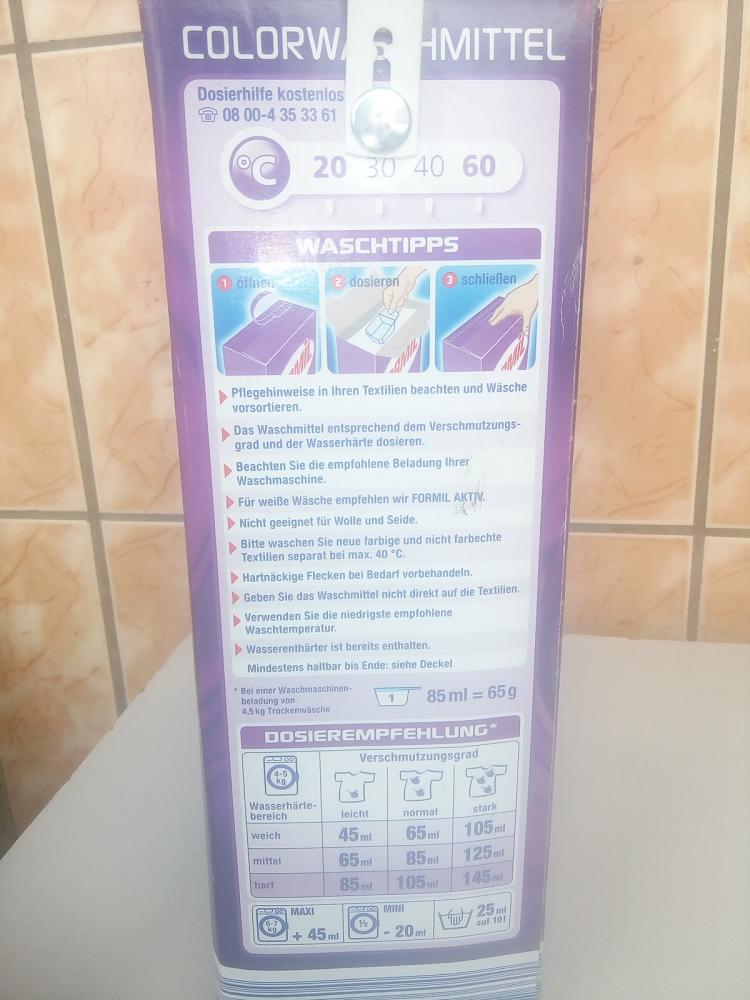 COLORWA HMITTEL
Dosierhilfe kostenlos
08 00-4 35 33 61
°C 20 30 40 60
WASCHTIPPS
1 öffnen 2 dosieren 3 schließen
Pflegehinweise in Ihren Textilien beachten und Wäsche
vorsortieren.
Das Waschmittel entsprechend dem Verschmutzungs-
grad und der Wasserhärte dosieren.
Beachten Sie die empfohlene Beladung Ihrer
Waschmaschine.
Für weiße Wäsche empfehlen wir FORMIL AKTIV.
Nicht geeignet für Wolle und Seide.
Bitte waschen Sie neue farbige und nicht farbechte
Textilien separat bei max. 40 °C.
Hartnäckige Flecken bei Bedarf vorbehandeln.
Geben Sie das Waschmittel nicht direkt auf die Textilien.
Verwenden Sie die niedrigste empfohlene
Waschtemperatur.
Wasserenthärter ist bereits enthalten.
Mindestens haltbar bis Ende: siehe Deckel
* Bei einer Waschmaschinen-
beladung von
4,5 kg Trockenwäsche
1 85 ml = 65 g
DOSIEREMPFEHLUNG*
4-5 kg
Verschmutzungsgrad
Wasserhärte-
bereich
leicht normal stark
weich 45 ml 65 ml 105 ml
mittel 65 ml 85 ml 125 ml
hart 85 ml 105 ml 145 ml
6-7 kg MAXI + 45 ml
½ MINI - 20 ml
25 ml
auf 10 l